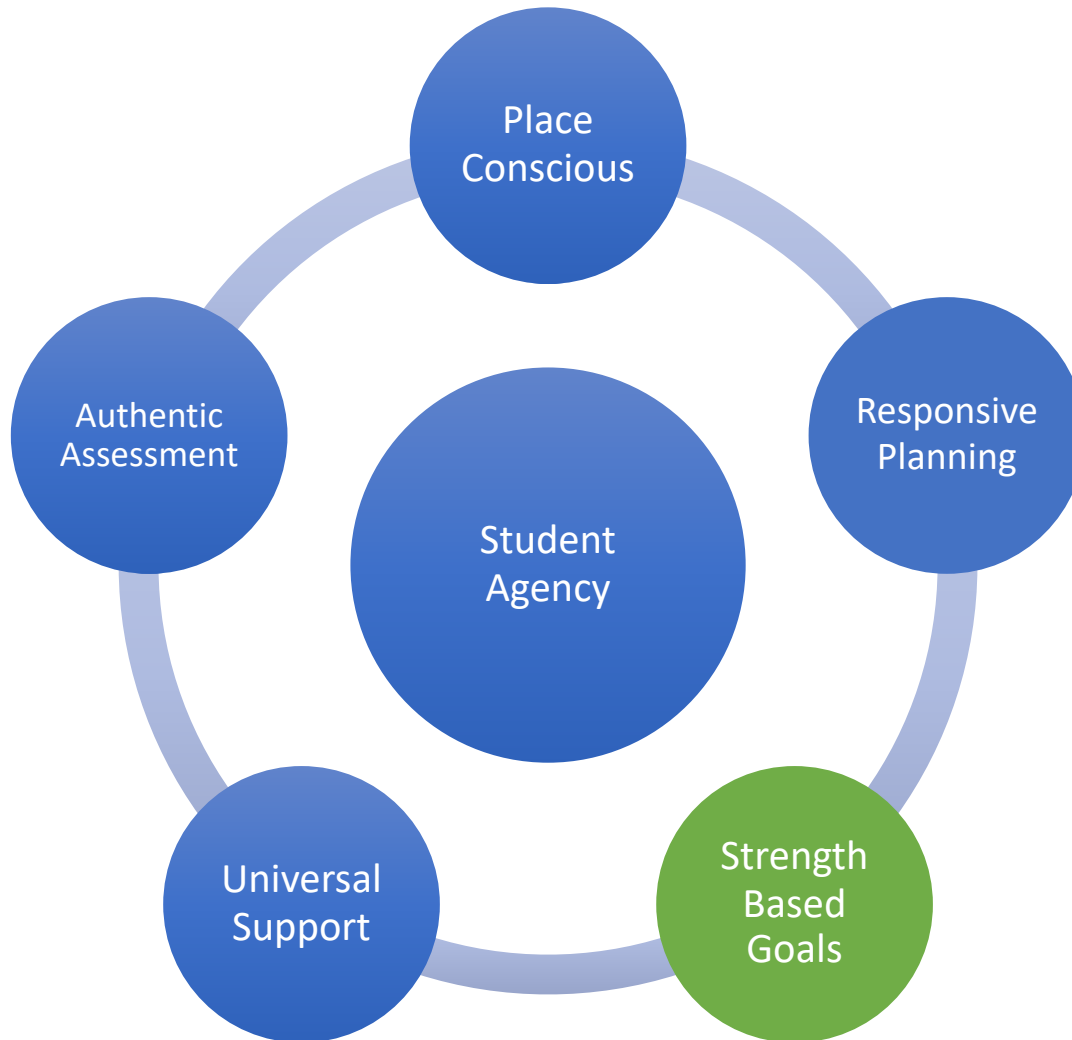 Place
Conscious
Responsive
Planning
Strength
Based
Goals
Universal
Support
Authentic
Assessment
Student
Agency